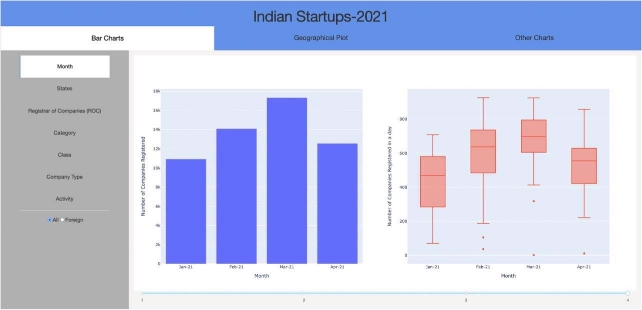 Indian Startups-2021
Bar Charts
Geographical Plot
Other Charts
Month
States
Registrar of Companies (ROC)
Category
Class
Company Type
Activity
All Foreign
Number of Companies Registered
18k
16k
14k
12k
10k
8k
6k
4k
2k
0
Jan-21 Feb-21 Mar-21 Apr-21
Month
Number of Companies Registered in a day
800
600
400
200
0
Jan-21 Feb-21 Mar-21 Apr-21
Month
1 2 3 4